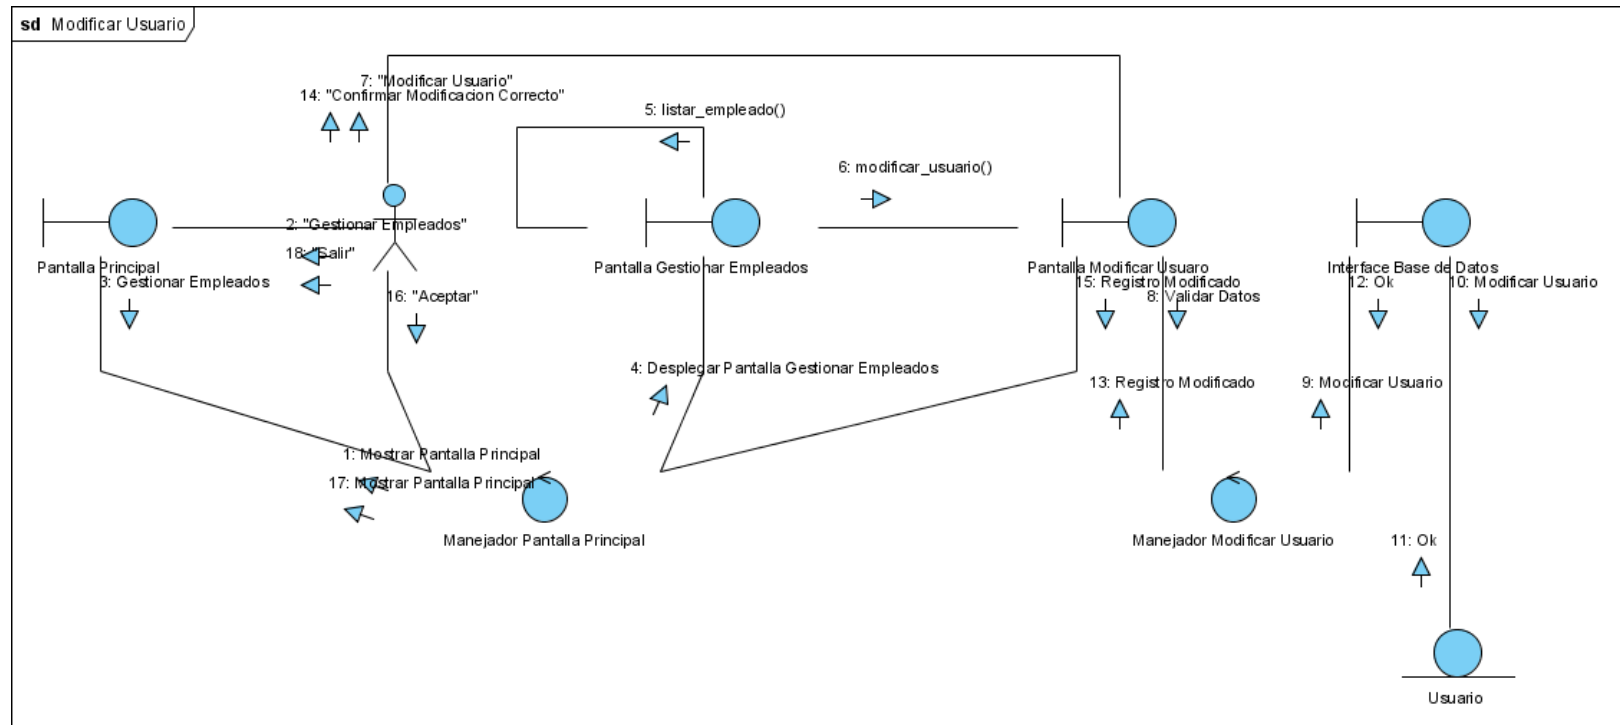 sd Modificar Usuario
7: "Modificar Usuario"
14: "Confirmar Modificacion Correcto"
5: listar_empleado()
6: modificar_usuario()
2: "Gestionar Empleados"
18: "Salir"
Pantalla Principal
Pantalla Gestionar Empleados
Pantalla Modificar Usuaro
Interface Base de Datos
3: Gestionar Empleados
15: Registro Modificado
12: Ok
10: Modificar Usuario
16: "Aceptar"
8: Validar Datos
4: Desplegar Pantalla Gestionar Empleados
13: Registro Modificado
9: Modificar Usuario
1: Mostrar Pantalla Principal
17: Mostrar Pantalla Principal
Manejador Pantalla Principal
Manejador Modificar Usuario
11: Ok
Usuario